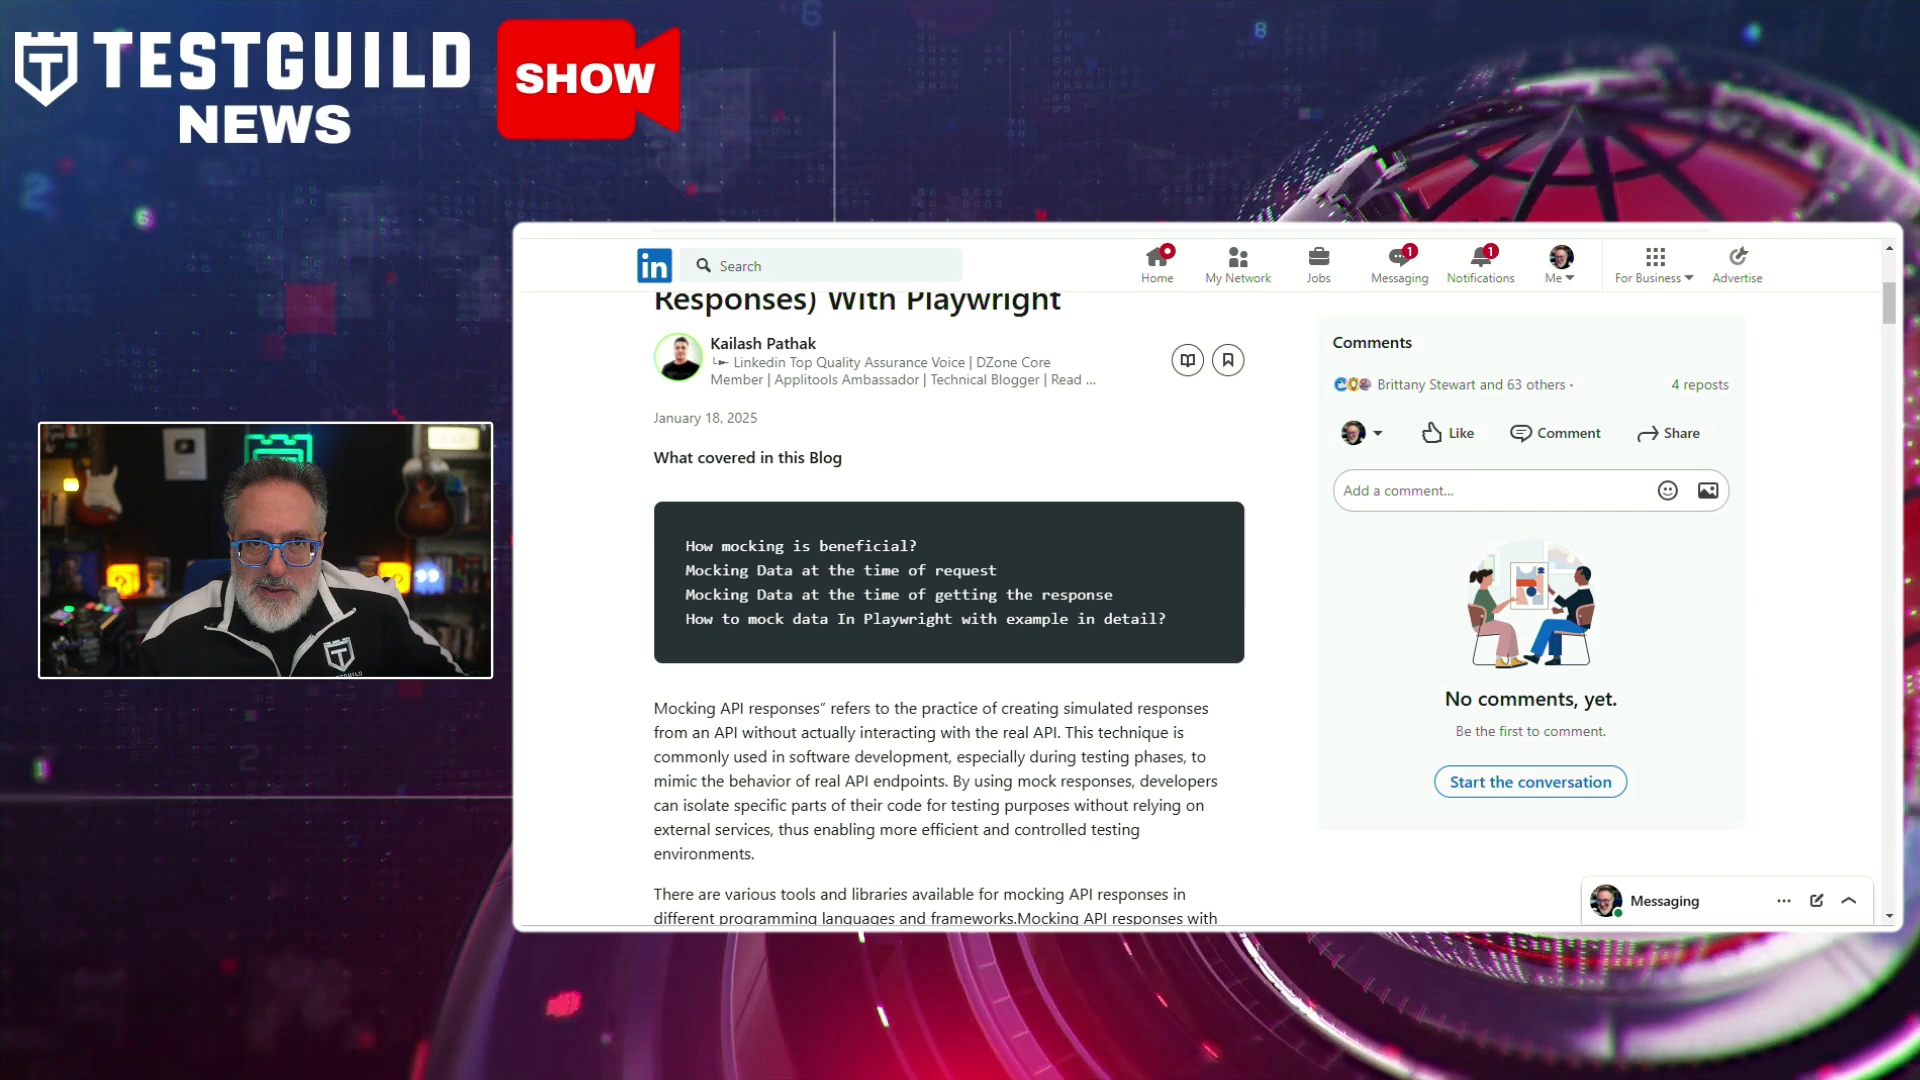 TESTGUILD
NEWS
SHOW
Search
Home
My Network
Jobs
1
Messaging
1
Notifications
Me
For Business
Advertise
Responses) With Playwright
Kailash Pathak
Linkedin Top Quality Assurance Voice | DZone Core
Member | Applitools Ambassador | Technical Blogger | Read ...
January 18, 2025
What covered in this Blog
How mocking is beneficial?
Mocking Data at the time of request
Mocking Data at the time of getting the response
How to mock data In Playwright with example in detail?
Mocking API responses” refers to the practice of creating simulated responses
from an API without actually interacting with the real API. This technique is
commonly used in software development, especially during testing phases, to
mimic the behavior of real API endpoints. By using mock responses, developers
can isolate specific parts of their code for testing purposes without relying on
external services, thus enabling more efficient and controlled testing
environments.
There are various tools and libraries available for mocking API responses in
different programming languages and frameworks.Mocking API responses with
Comments
Brittany Stewart and 63 others ·
4 reposts
Like
Comment
Share
Add a comment...
No comments, yet.
Be the first to comment.
Start the conversation
Messaging